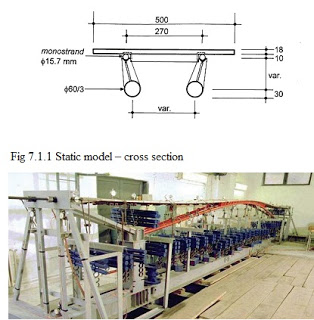 500
270
monostrand
ϕ15.7 mm
18
10
var.
ϕ60/3
30
var.
Fig 7.1.1 Static model – cross section